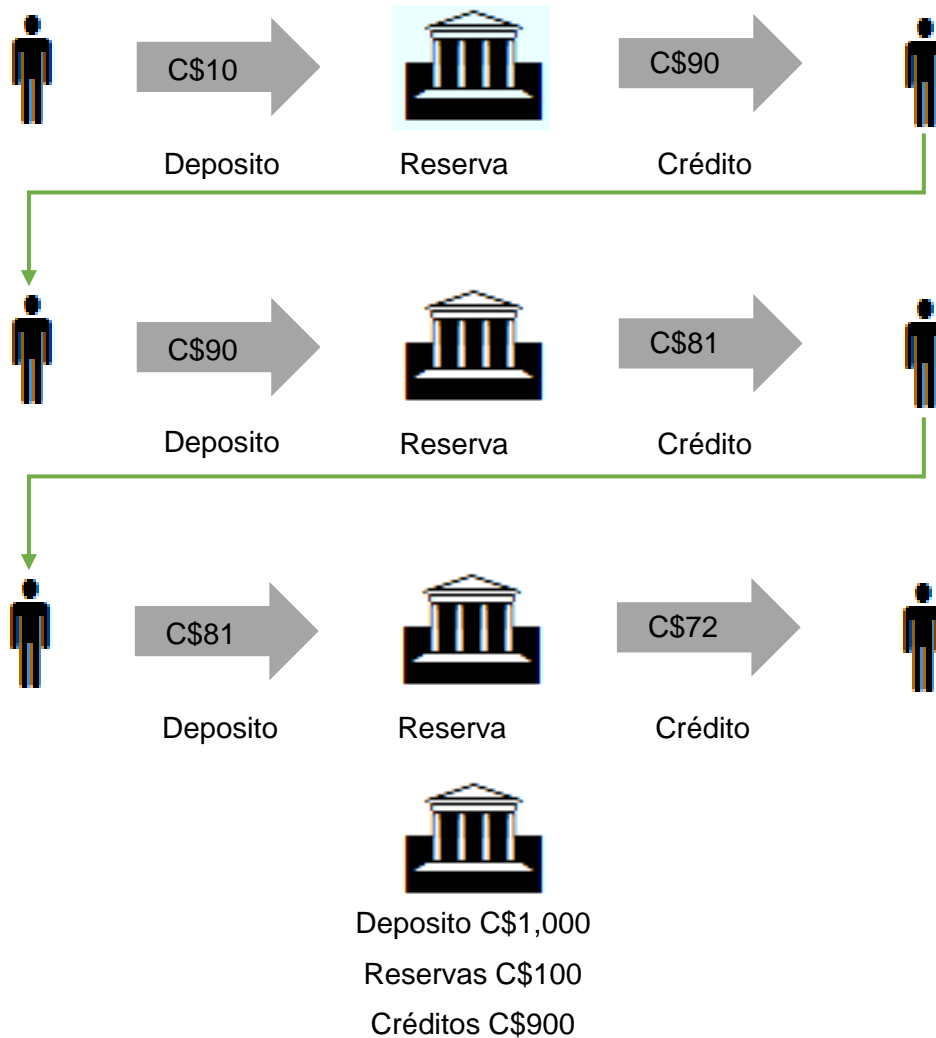 C$10 C$90
Deposito Reserva Crédito
C$90 C$81
Deposito Reserva Crédito
C$81 C$72
Deposito Reserva Crédito
Deposito C$1,000
Reservas C$100
Créditos C$900